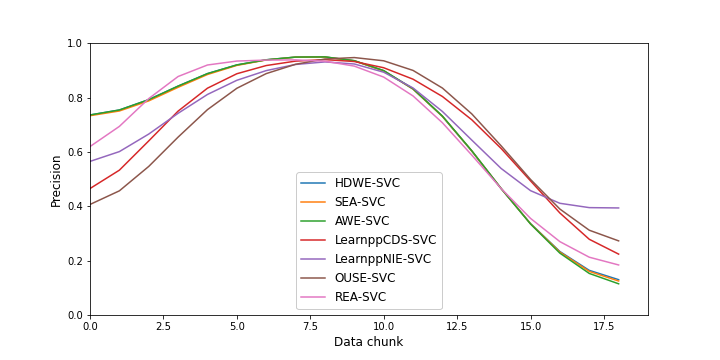 1.0
0.8
0.6
0.4
0.2
0.0
Precision
HDWE-SVC
SEA-SVC
AWE-SVC
LearnppCDS-SVC
LearnppNIE-SVC
OUSE-SVC
REA-SVC
0.0 2.5 5.0 7.5 10.0 12.5 15.0 17.5
Data chunk